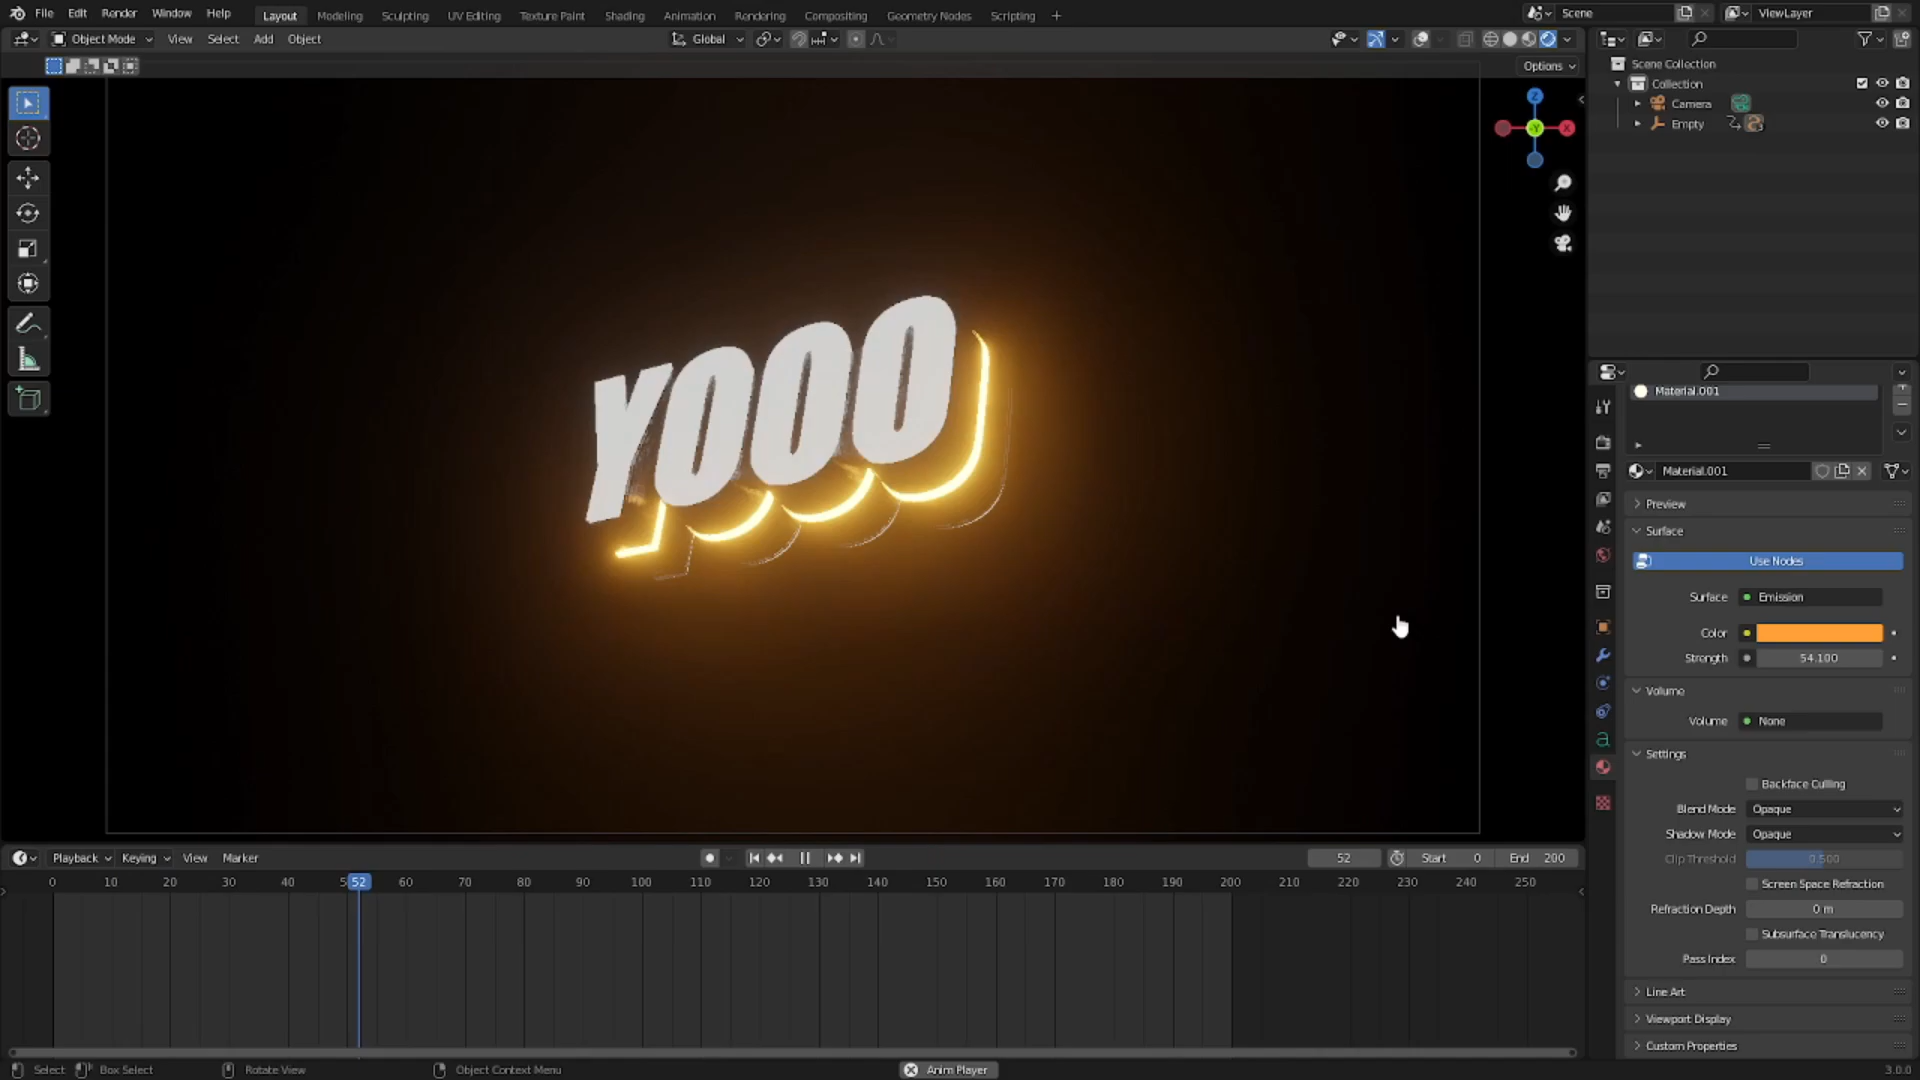 File Edit Render Window Help Layout Modeling Sculpting UV Editing Texture Paint Shading Animation Rendering Compositing Geometry Nodes Scripting + Scene ViewLayer
Object Mode View Select Add Object Global
Options
Scene Collection
Collection
Camera
Empty
Z
-Y
X
YOOO
Material.001
Material.001
Preview
Surface
Use Nodes
Surface Emission
Color
Strength 54.100
Volume
Volume None
Settings
Backface Culling
Blend Mode Opaque
Shadow Mode Opaque
Clip Threshold 0.500
Screen Space Refraction
Refraction Depth 0 m
Subsurface Translucency
Pass Index 0
Line Art
Viewport Display
Custom Properties
Playback Keying View Marker 52 Start 0 End 200
0 10 20 30 40 5 52 60 70 80 90 100 110 120 130 140 150 160 170 180 190 200 210 220 230 240 250
Select Box Select Rotate View Object Context Menu Anim Player 3.0.0